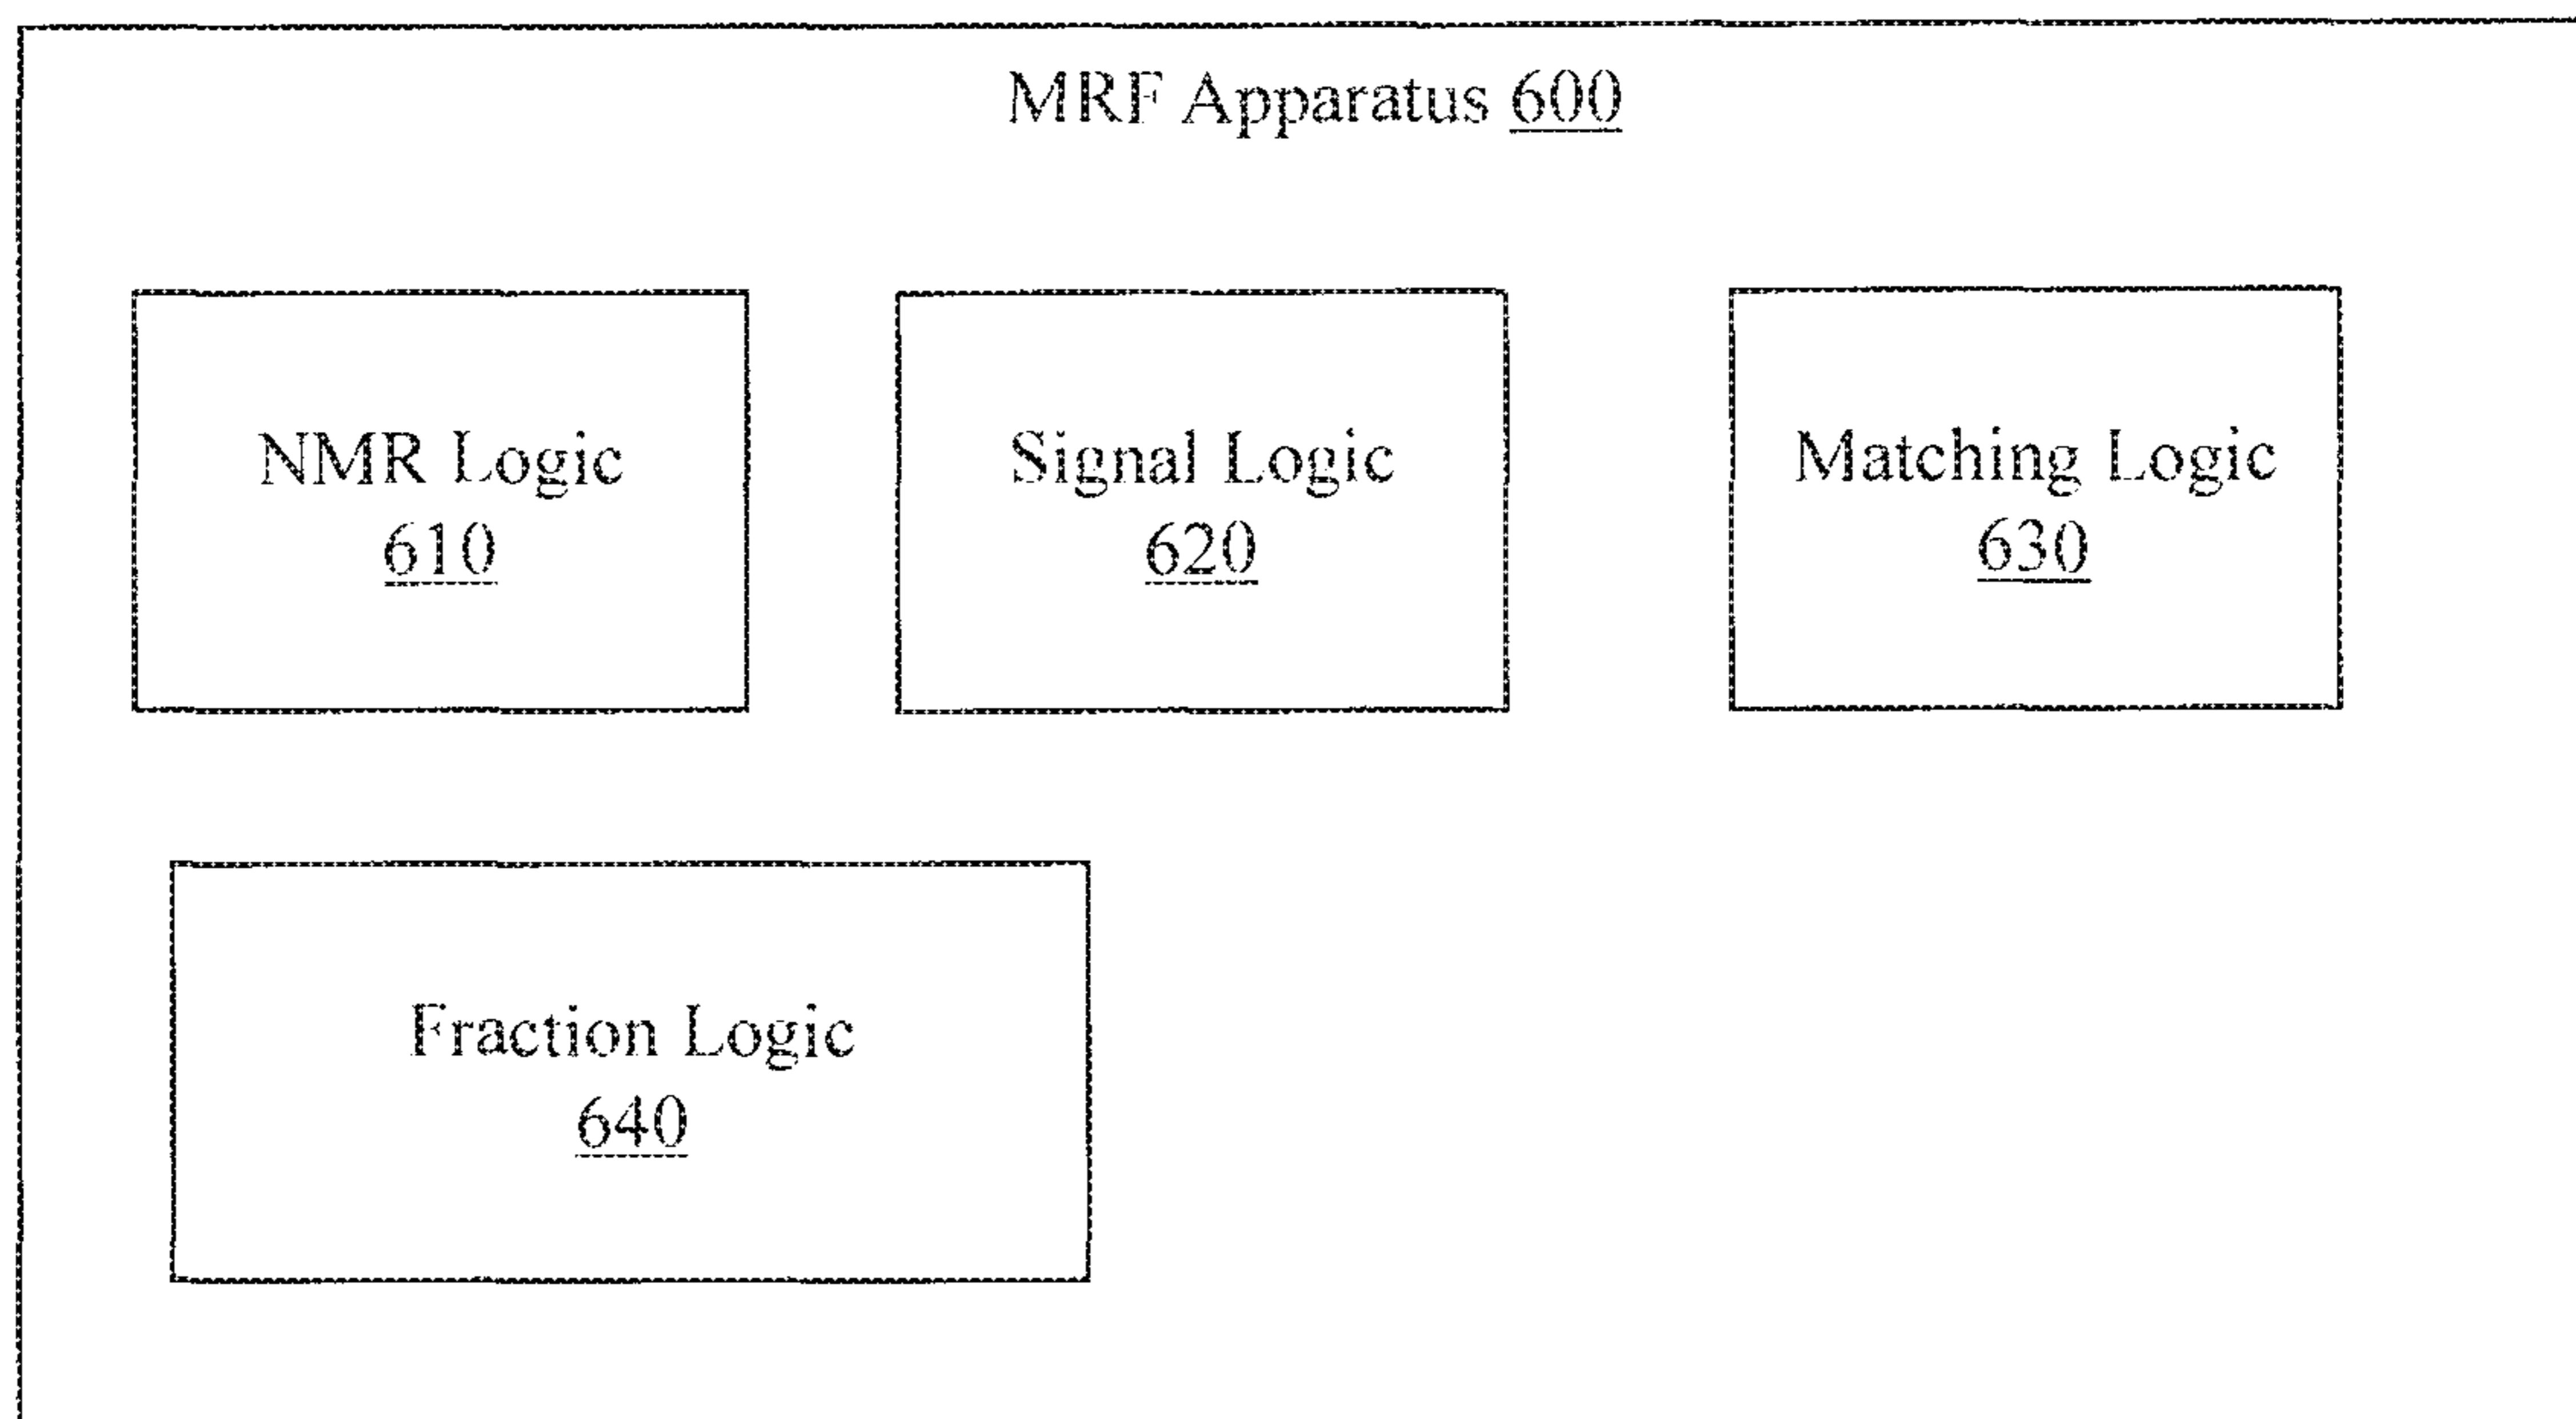 MRF Apparatus 600
NMR Logic
610
Signal Logic
620
Matching Logic
630
Fraction Logic
640